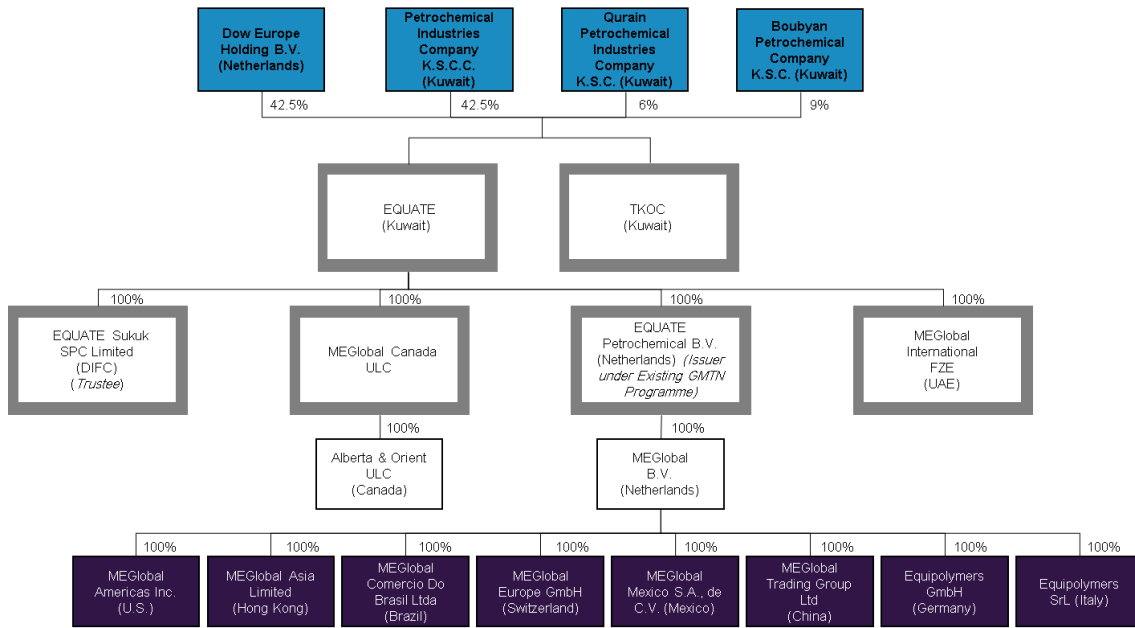 Dow Europe
Holding B.V.
(Netherlands)
Petrochemical
Industries
Company
K.S.C.C.
(Kuwait)
Qurain
Petrochemical
Industries
Company
K.S.C. (Kuwait)
Boubyan
Petrochemical
Company
K.S.C. (Kuwait)
42.5%
42.5%
6%
9%
EQUATE
(Kuwait)
TKOC
(Kuwait)
100%
100%
100%
100%
EQUATE Sukuk
SPC Limited
(DIFC)
(Trustee)
MEGlobal Canada
ULC
EQUATE
Petrochemical B.V.
(Netherlands) (Issuer
under Existing GMTN
Programme)
MEGlobal
International
FZE
(UAE)
100%
100%
Alberta & Orient
ULC
(Canada)
MEGlobal
B.V.
(Netherlands)
100%
100%
100%
100%
100%
100%
100%
100%
MEGlobal
Americas Inc.
(U.S.)
MEGlobal Asia
Limited
(Hong Kong)
MEGlobal
Comercio Do
Brasil Ltda
(Brazil)
MEGlobal
Europe GmbH
(Switzerland)
MEGlobal
Mexico S.A., de
C.V. (Mexico)
MEGlobal
Trading Group
Ltd
(China)
Equipolymers
GmbH
(Germany)
Equipolymers
SrL (Italy)